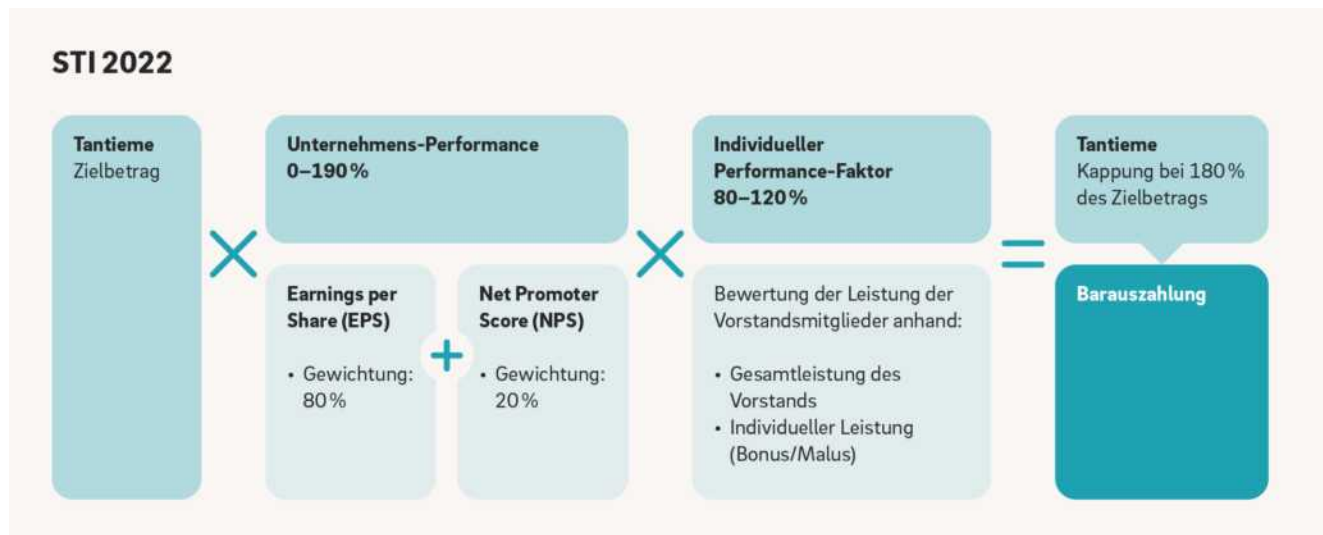 STI 2022
Tantieme
Zielbetrag
×
Unternehmens-Performance
0–190 %
Earnings per
Share (EPS)
• Gewichtung:
80 %
+
Net Promoter
Score (NPS)
• Gewichtung:
20 %
×
Individueller
Performance-Faktor
80–120 %
Bewertung der Leistung der
Vorstandsmitglieder anhand:
• Gesamtleistung des
Vorstands
• Individueller Leistung
(Bonus/Malus)
=
Tantieme
Kappung bei 180 %
des Zielbetrags
Barauszahlung